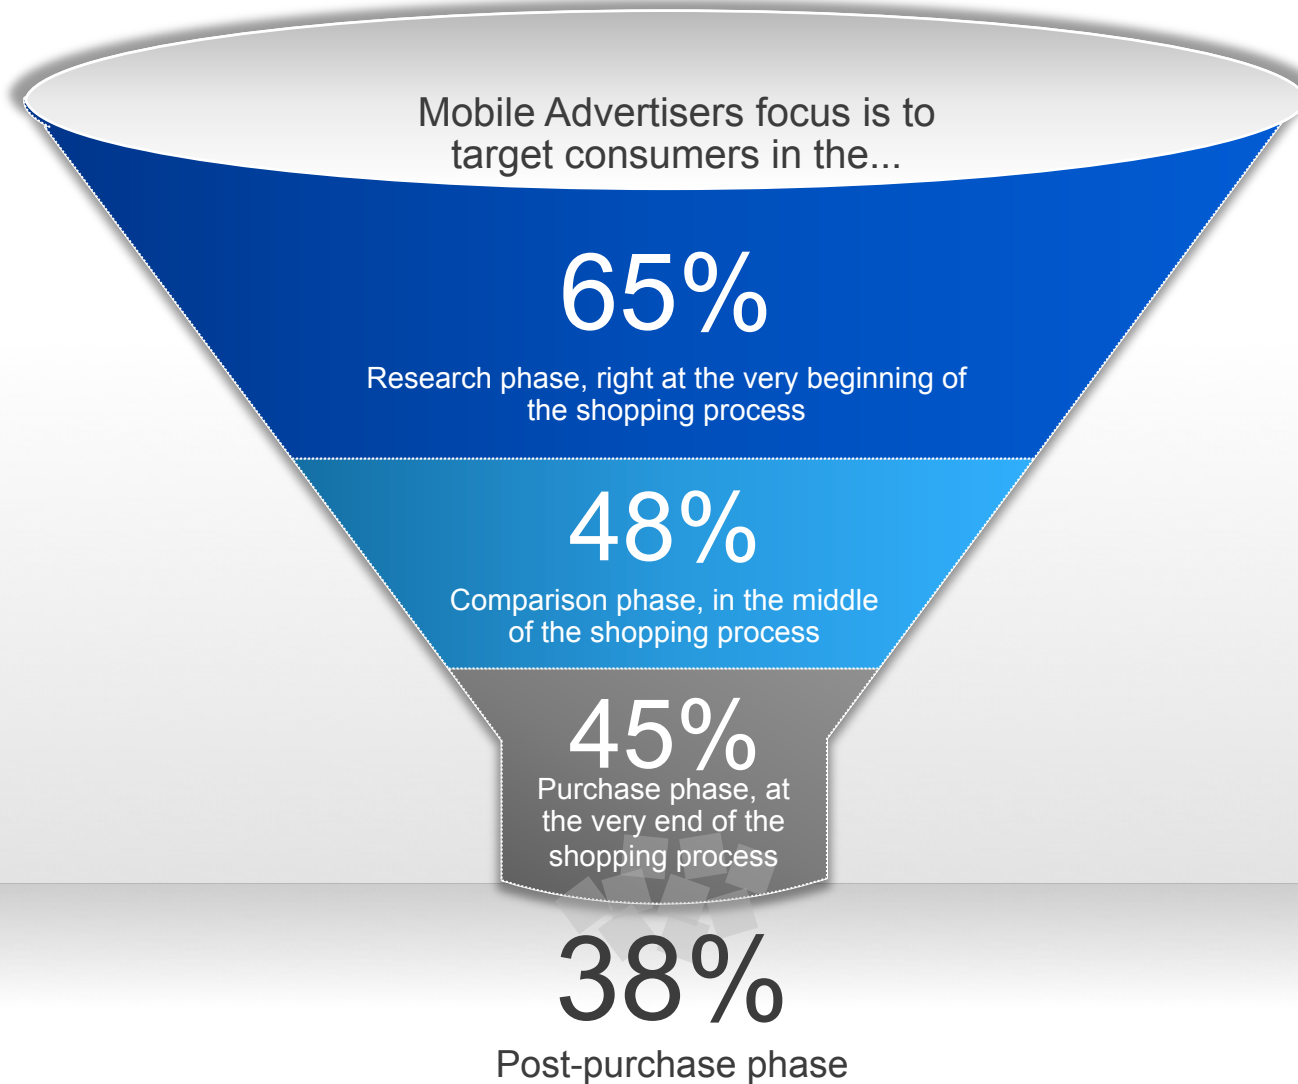 Mobile Advertisers focus is to
target consumers in the...
65%
Research phase, right at the very beginning of
the shopping process
48%
Comparison phase, in the middle
of the shopping process
45%
Purchase phase, at
the very end of the
shopping process
38%
Post-purchase phase